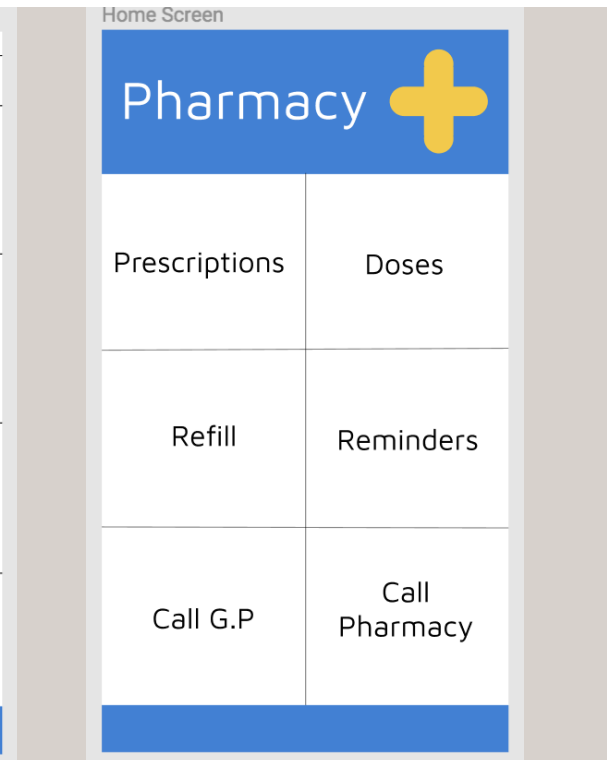 Home Screen
Pharmacy
Prescriptions
Doses
Refill
Reminders
Call G.P
Call
Pharmacy